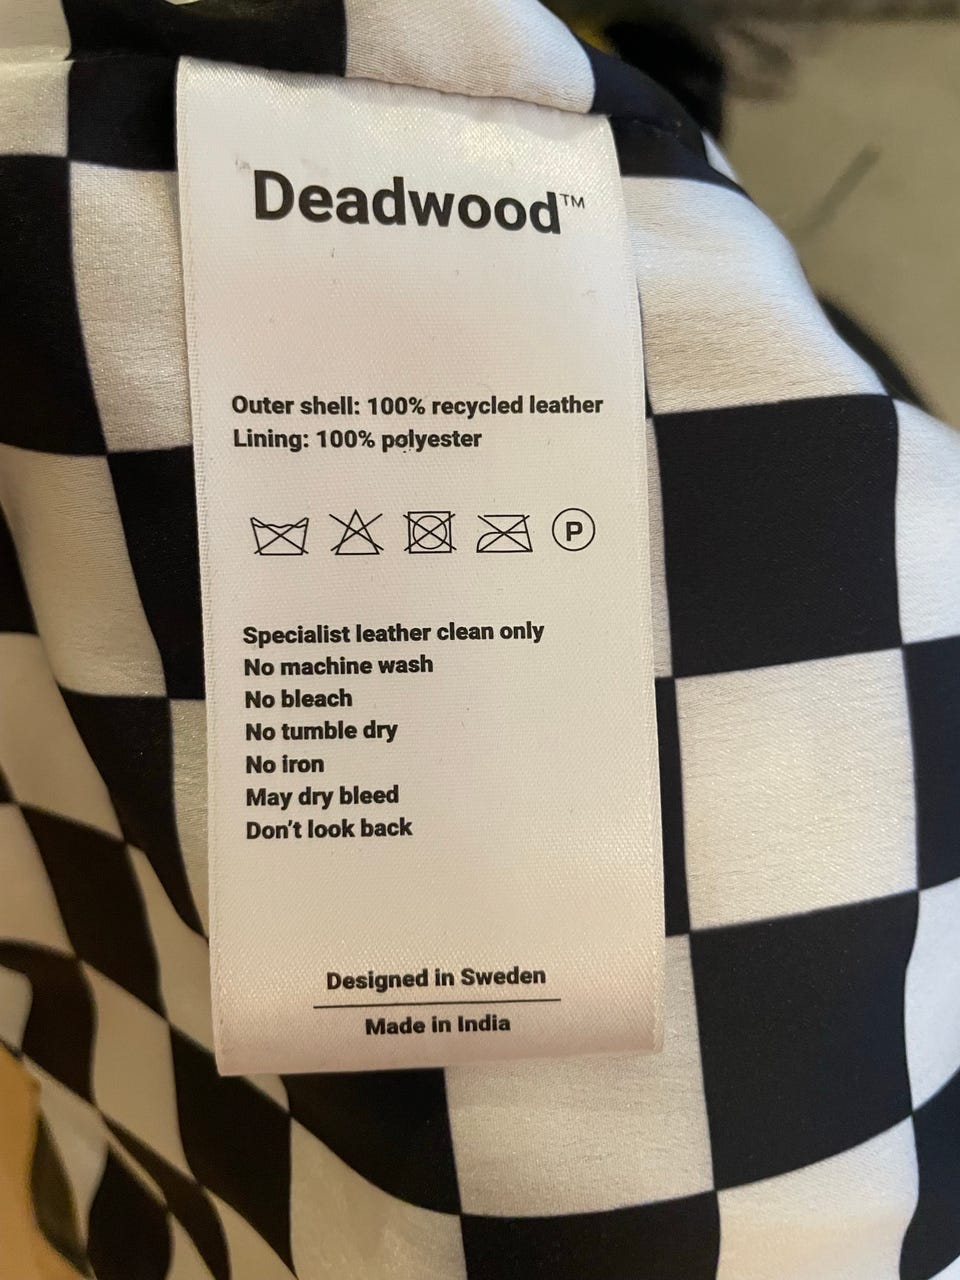 Deadwood™
Outer shell: 100% recycled leather
Lining: 100% polyester
P
Specialist leather clean only
No machine wash
No bleach
No tumble dry
No iron
May dry bleed
Don't look back
Designed in Sweden
Made in India